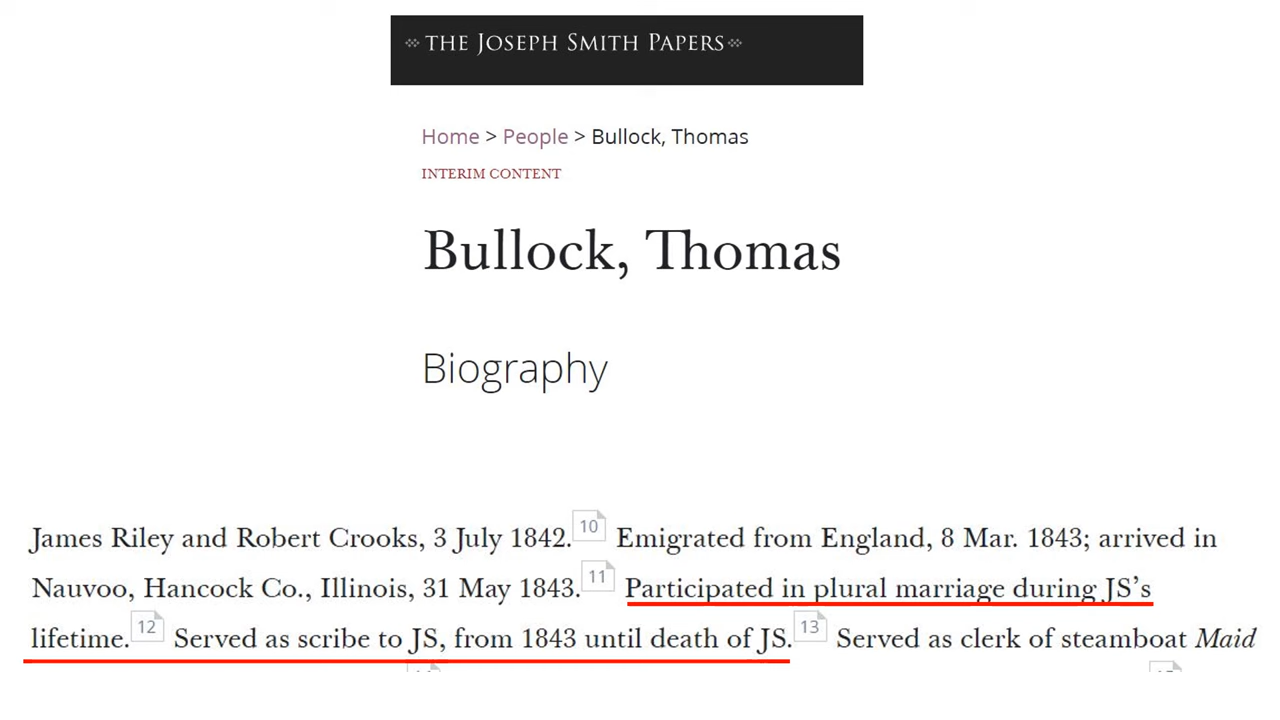 THE JOSEPH SMITH PAPERS
Home > People > Bullock, Thomas
INTERIM CONTENT
Bullock, Thomas
Biography
James Riley and Robert Crooks, 3 July 1842. 10 Emigrated from England, 8 Mar. 1843; arrived in
Nauvoo, Hancock Co., Illinois, 31 May 1843. 11 Participated in plural marriage during JS’s
lifetime. 12 Served as scribe to JS, from 1843 until death of JS. 13 Served as clerk of steamboat Maid